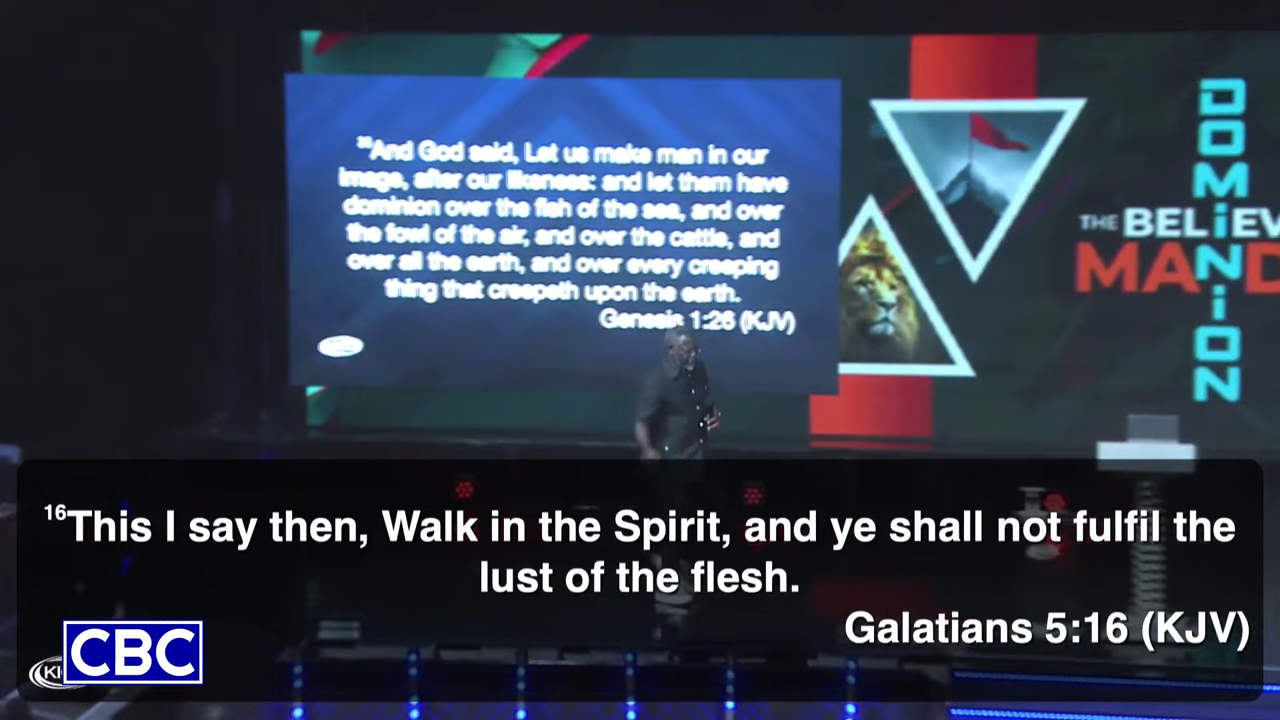 26And God said, Let us make man in our
image, after our likeness: and let them have
dominion over the fish of the sea, and over
the fowl of the air, and over the cattle, and
over all the earth, and over every creeping
thing that creepeth upon the earth.
Genesis 1:26 (KJV)
THE BELIEV
MAND
DOMiNiON
16This I say then, Walk in the Spirit, and ye shall not fulfil the
lust of the flesh.
Galatians 5:16 (KJV)
CBC